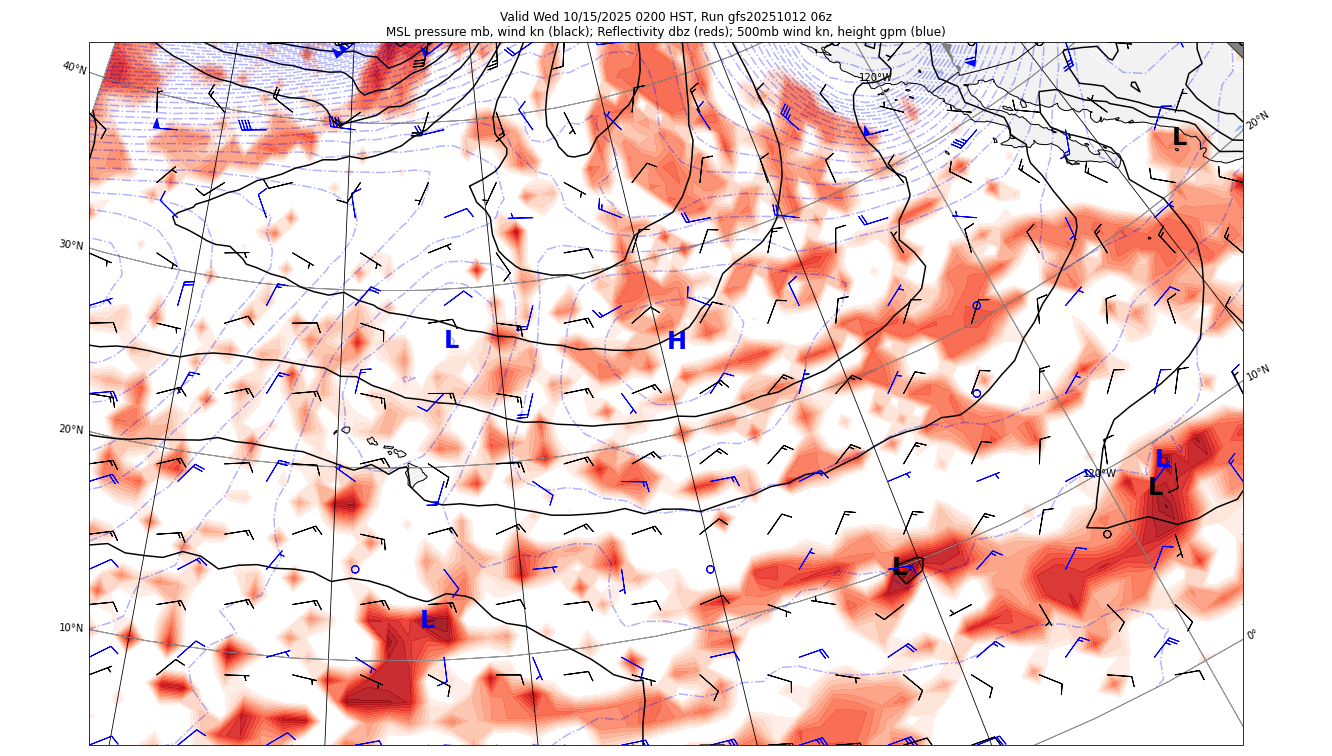 Valid Wed 10/15/2025 0200 HST, Run gfs20251012 06z
MSL pressure mb, wind kn (black); Reflectivity dbz (reds); 500mb wind kn, height gpm (blue)
40°N
120°W
20°N
L
30°N
L
H
10°N
20°N
L
120°W
L
L
10°N
L
0°